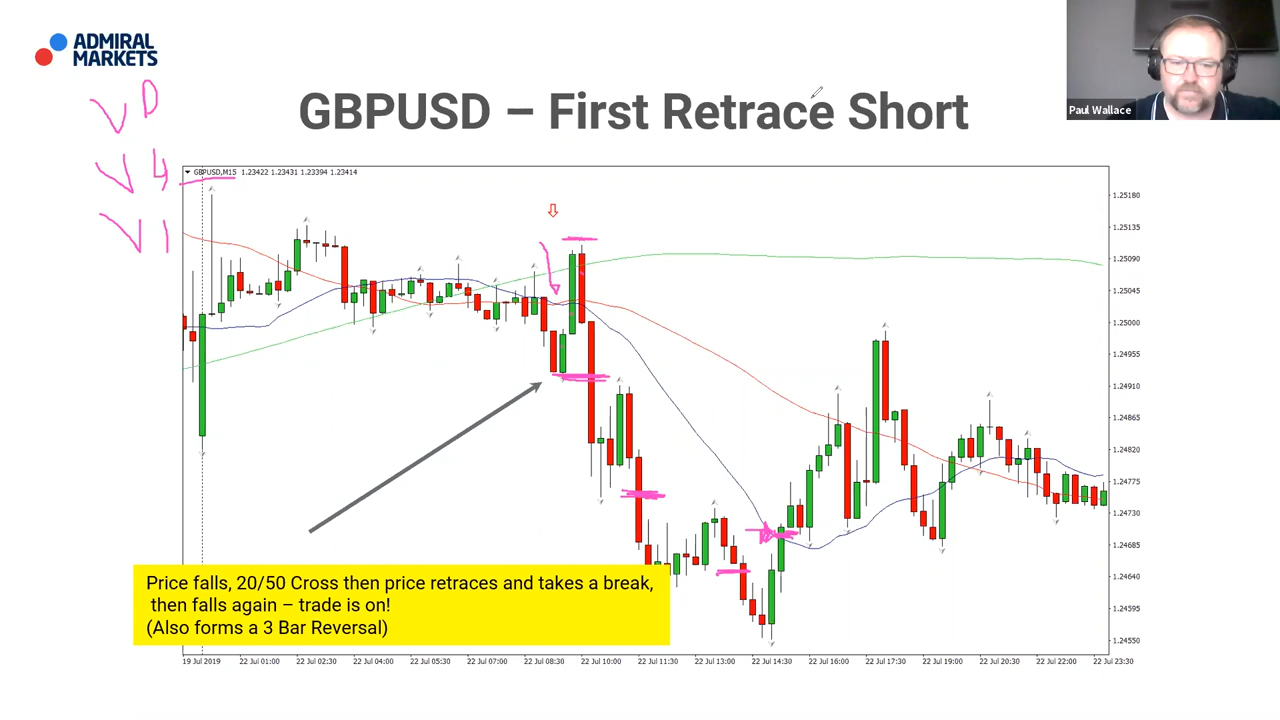 ADMIRAL
MARKETS
Paul Wallace
GBPUSD – First Retrace Short
V D
V 4
V 1
GBPUSD,M15 1.23422 1.23431 1.23394 1.23414
1.25180
1.25135
1.25090
1.25045
1.25000
1.24955
1.24910
1.24865
1.24820
1.24775
1.24730
1.24685
1.24640
1.24595
1.24550
Price falls, 20/50 Cross then price retraces and takes a break,
then falls again – trade is on!
(Also forms a 3 Bar Reversal)
19 Jul 2019 22 Jul 01:00 22 Jul 02:30 22 Jul 04:00 22 Jul 05:30 22 Jul 07:00 22 Jul 08:30 22 Jul 10:00 22 Jul 11:30 22 Jul 13:00 22 Jul 14:30 22 Jul 16:00 22 Jul 17:30 22 Jul 19:00 22 Jul 20:30 22 Jul 22:00 22 Jul 23:30